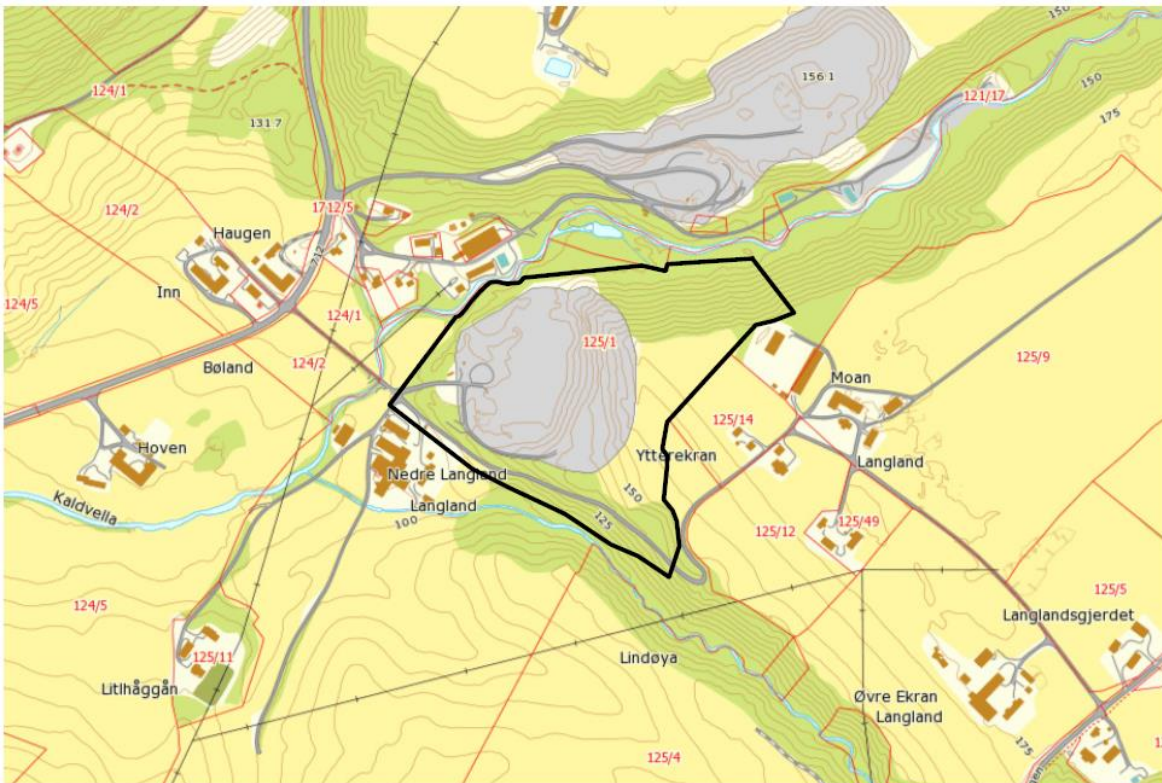 150
156.1
124/1
121/17
150
131.7
175
124/2
1712/5
Haugen
712
Inn
124/5
124/1
125/1
125/9
124/2
Bøland
Moan
125/14
Hoven
Ytterekran
Nedre Langland
Langland
Langland
150
Kaldvella
100
125
125/12
125/49
124/5
125/5
Langlandsgjerdet
125/11
Lindøya
Litlhåggån
Øvre Ekran
Langland
175
125/4